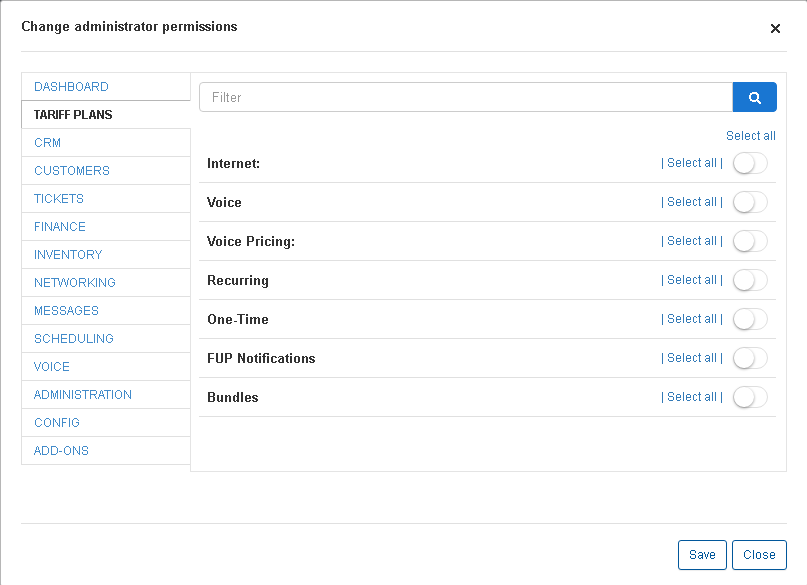 Change administrator permissions
×
DASHBOARD
TARIFF PLANS
CRM
CUSTOMERS
TICKETS
FINANCE
INVENTORY
NETWORKING
MESSAGES
SCHEDULING
VOICE
ADMINISTRATION
CONFIG
ADD-ONS
Filter
Select all
Internet: | Select all |
Voice | Select all |
Voice Pricing: | Select all |
Recurring | Select all |
One-Time | Select all |
FUP Notifications | Select all |
Bundles | Select all |
Save Close